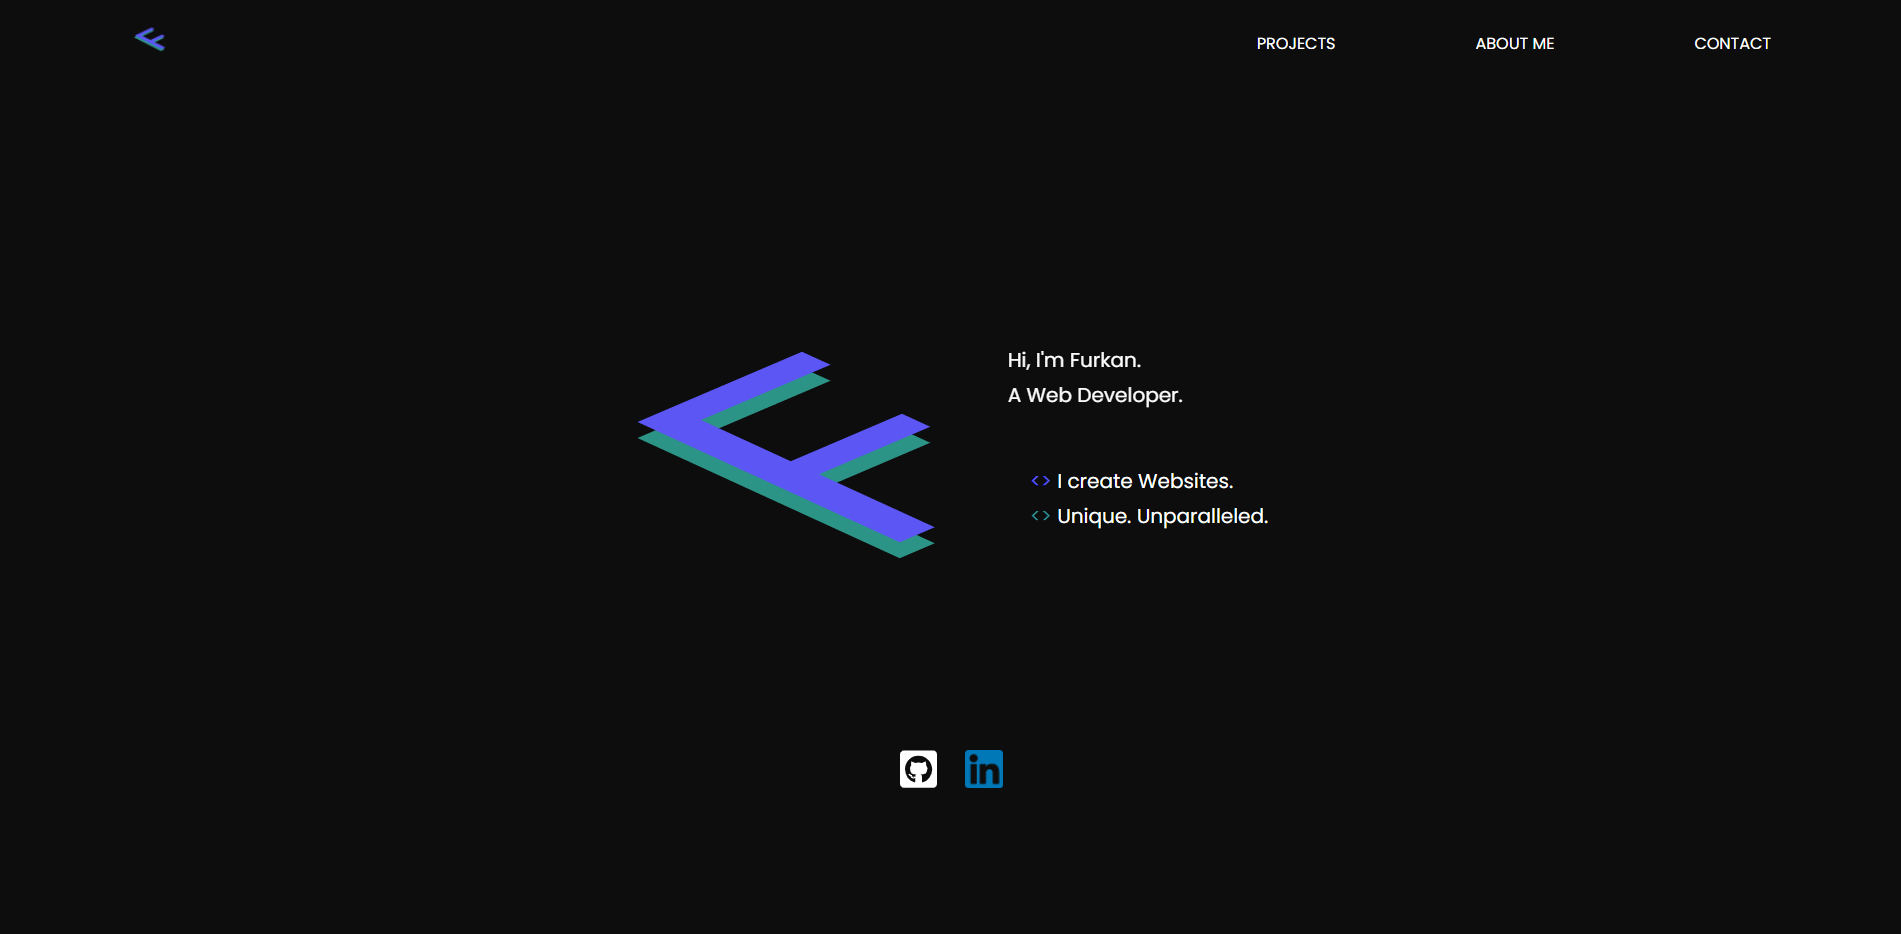 PROJECTS ABOUT ME CONTACT
Hi, I'm Furkan.
A Web Developer.
<> I create Websites.
<> Unique. Unparalleled.
in